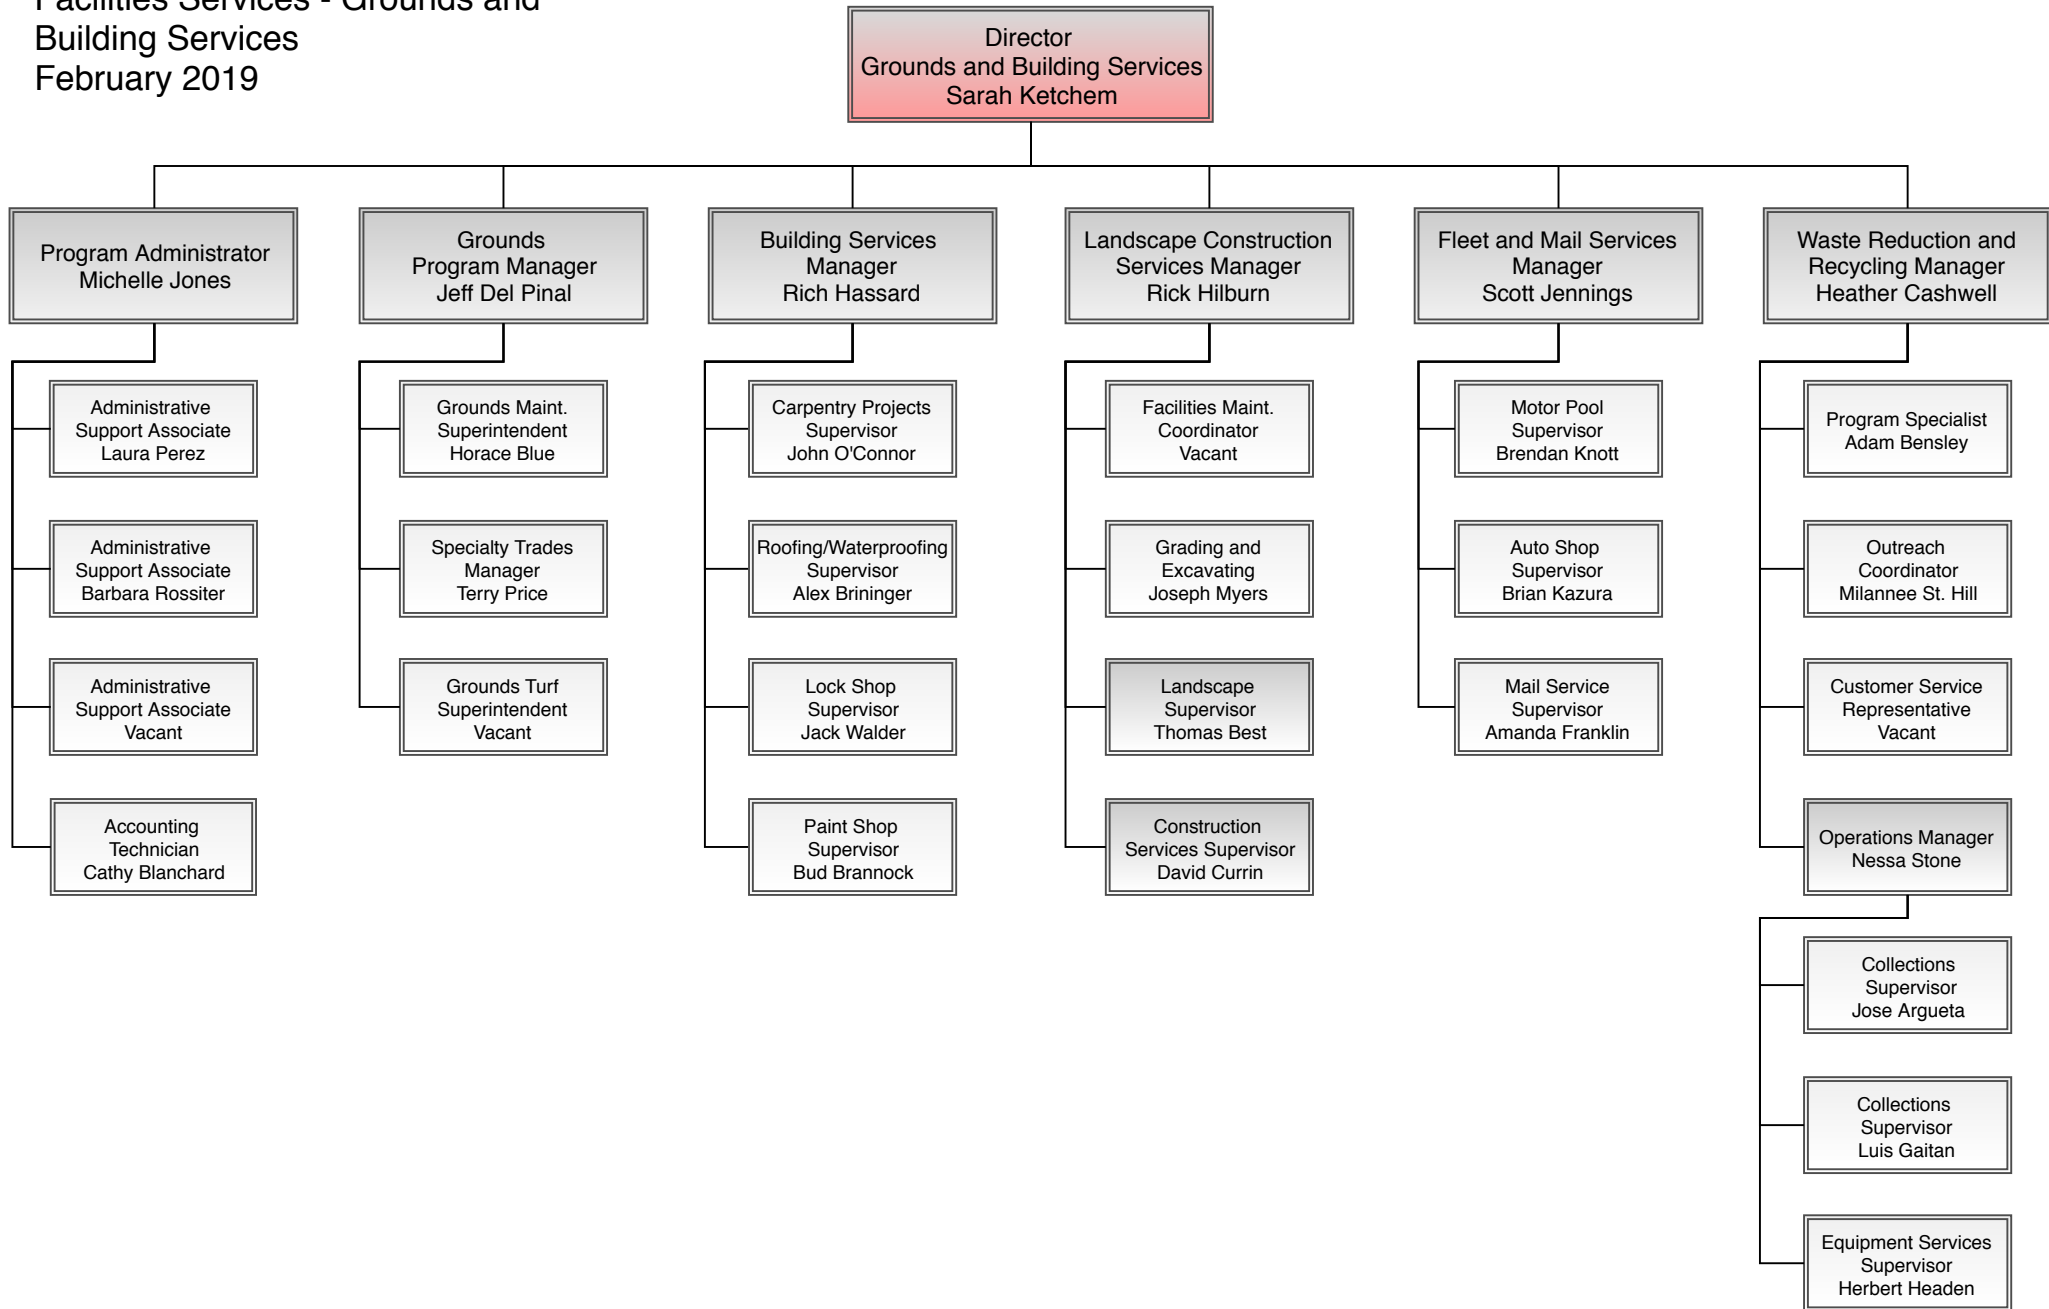 Facilities Services - Grounds and
Building Services
February 2019
Director
Grounds and Building Services
Sarah Ketchem
Program Administrator
Michelle Jones
Grounds
Program Manager
Jeff Del Pinal
Building Services
Manager
Rich Hassard
Landscape Construction
Services Manager
Rick Hilburn
Fleet and Mail Services
Manager
Scott Jennings
Waste Reduction and
Recycling Manager
Heather Cashwell
Administrative
Support Associate
Laura Perez
Administrative
Support Associate
Barbara Rossiter
Administrative
Support Associate
Vacant
Accounting
Technician
Cathy Blanchard
Grounds Maint.
Superintendent
Horace Blue
Specialty Trades
Manager
Terry Price
Grounds Turf
Superintendent
Vacant
Carpentry Projects
Supervisor
John O'Connor
Roofing/Waterproofing
Supervisor
Alex Brininger
Lock Shop
Supervisor
Jack Walder
Paint Shop
Supervisor
Bud Brannock
Facilities Maint.
Coordinator
Vacant
Grading and
Excavating
Joseph Myers
Landscape
Supervisor
Thomas Best
Construction
Services Supervisor
David Currin
Motor Pool
Supervisor
Brendan Knott
Auto Shop
Supervisor
Brian Kazura
Mail Service
Supervisor
Amanda Franklin
Program Specialist
Adam Bensley
Outreach
Coordinator
Milannee St. Hill
Customer Service
Representative
Vacant
Operations Manager
Nessa Stone
Collections
Supervisor
Jose Argueta
Collections
Supervisor
Luis Gaitan
Equipment Services
Supervisor
Herbert Headen